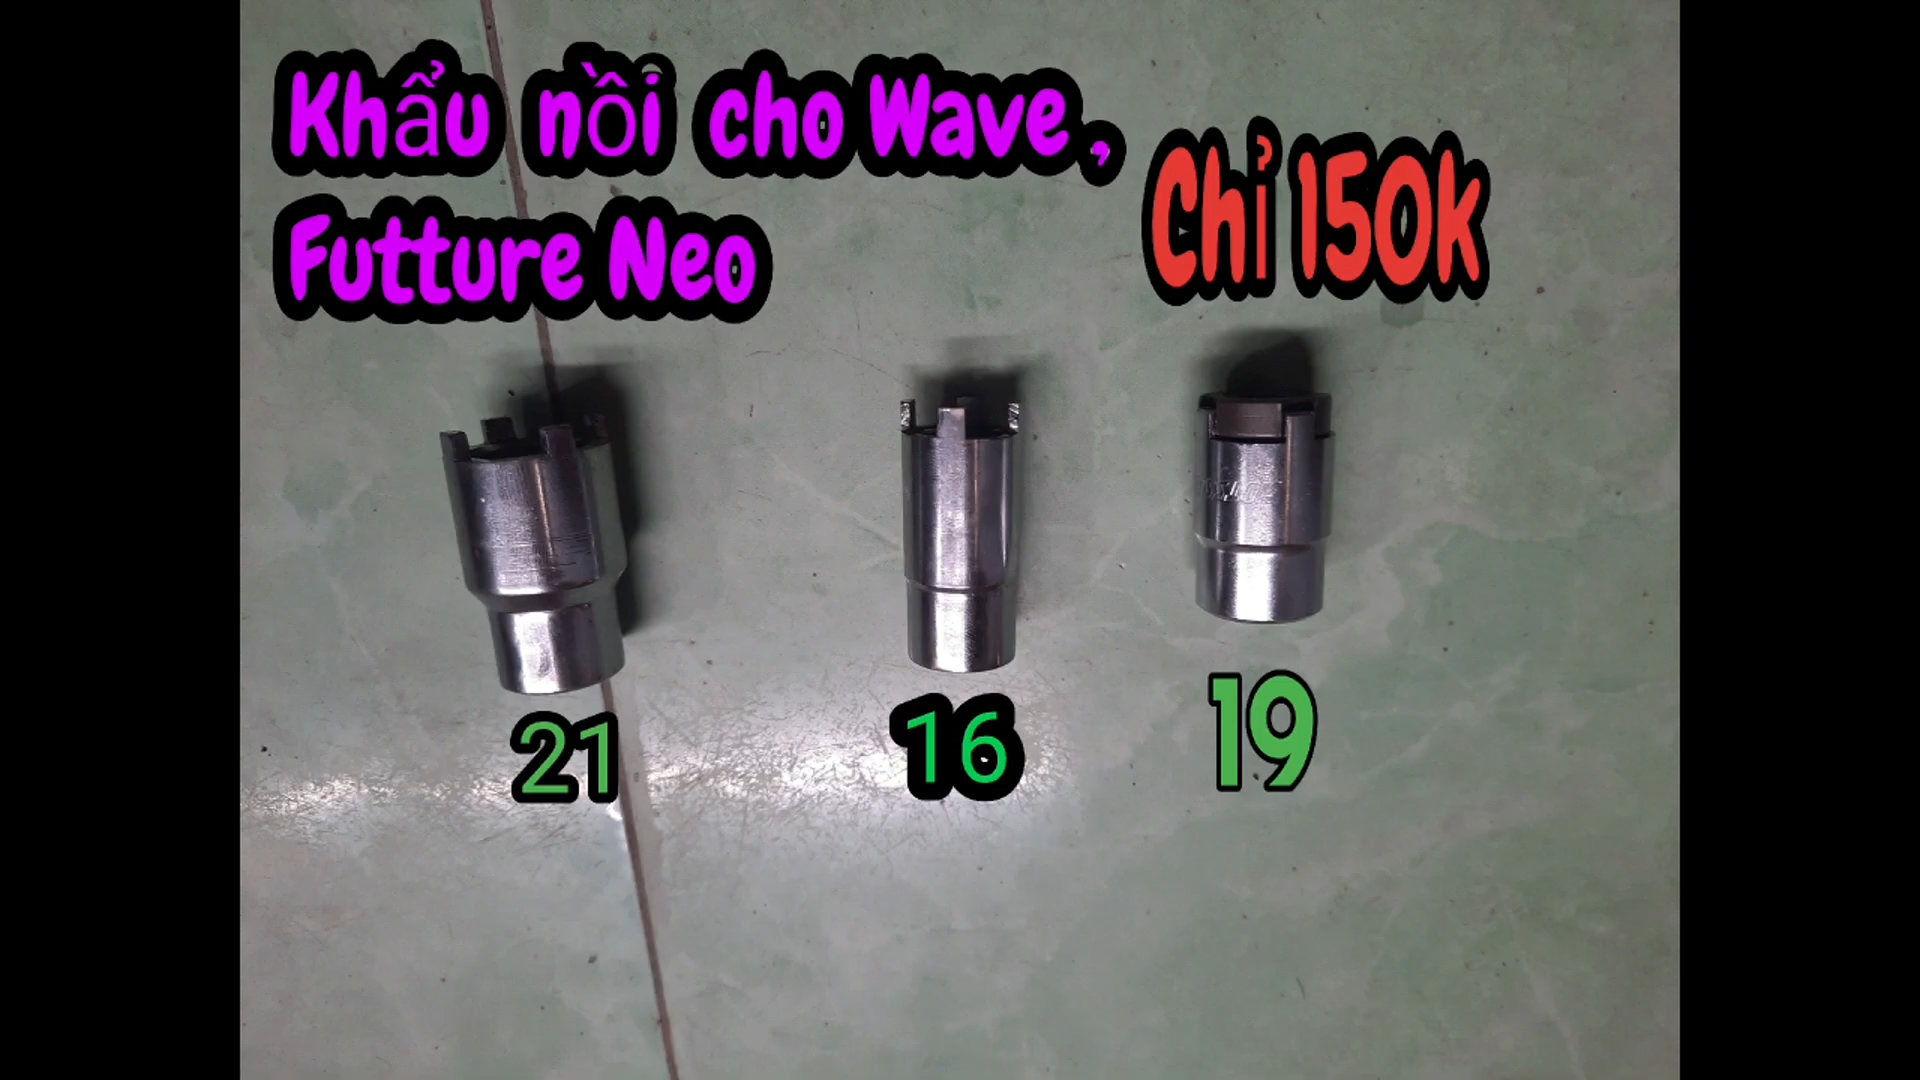 Khẩu nồi cho Wave,
Futture Neo
Chỉ 150k
21
16
19